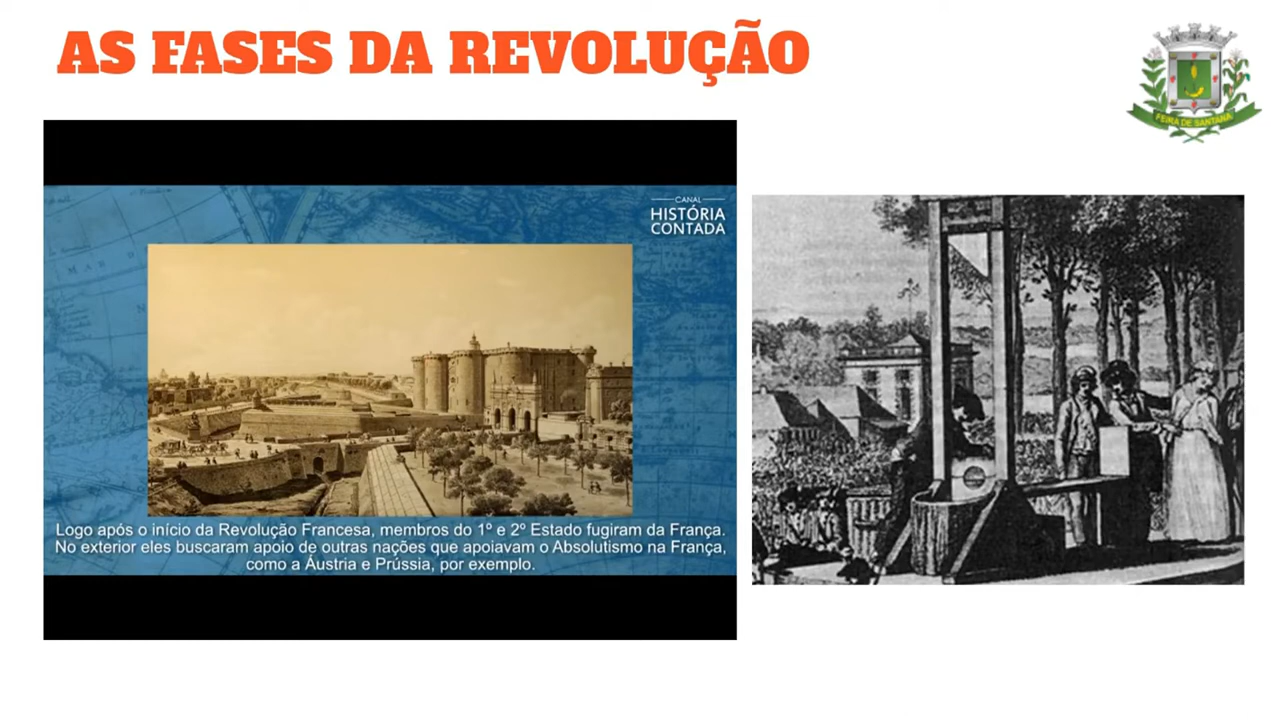 AS FASES DA REVOLUÇÃO
FEIRA DE SANTANA
CANAL
HISTÓRIA
CONTADA
MAR D
Logo após o início da Revolução Francesa, membros do 1º e 2º Estado fugiram da França.
No exterior eles buscaram apoio de outras nações que apoiavam o Absolutismo na França,
como a Áustria e Prússia, por exemplo.